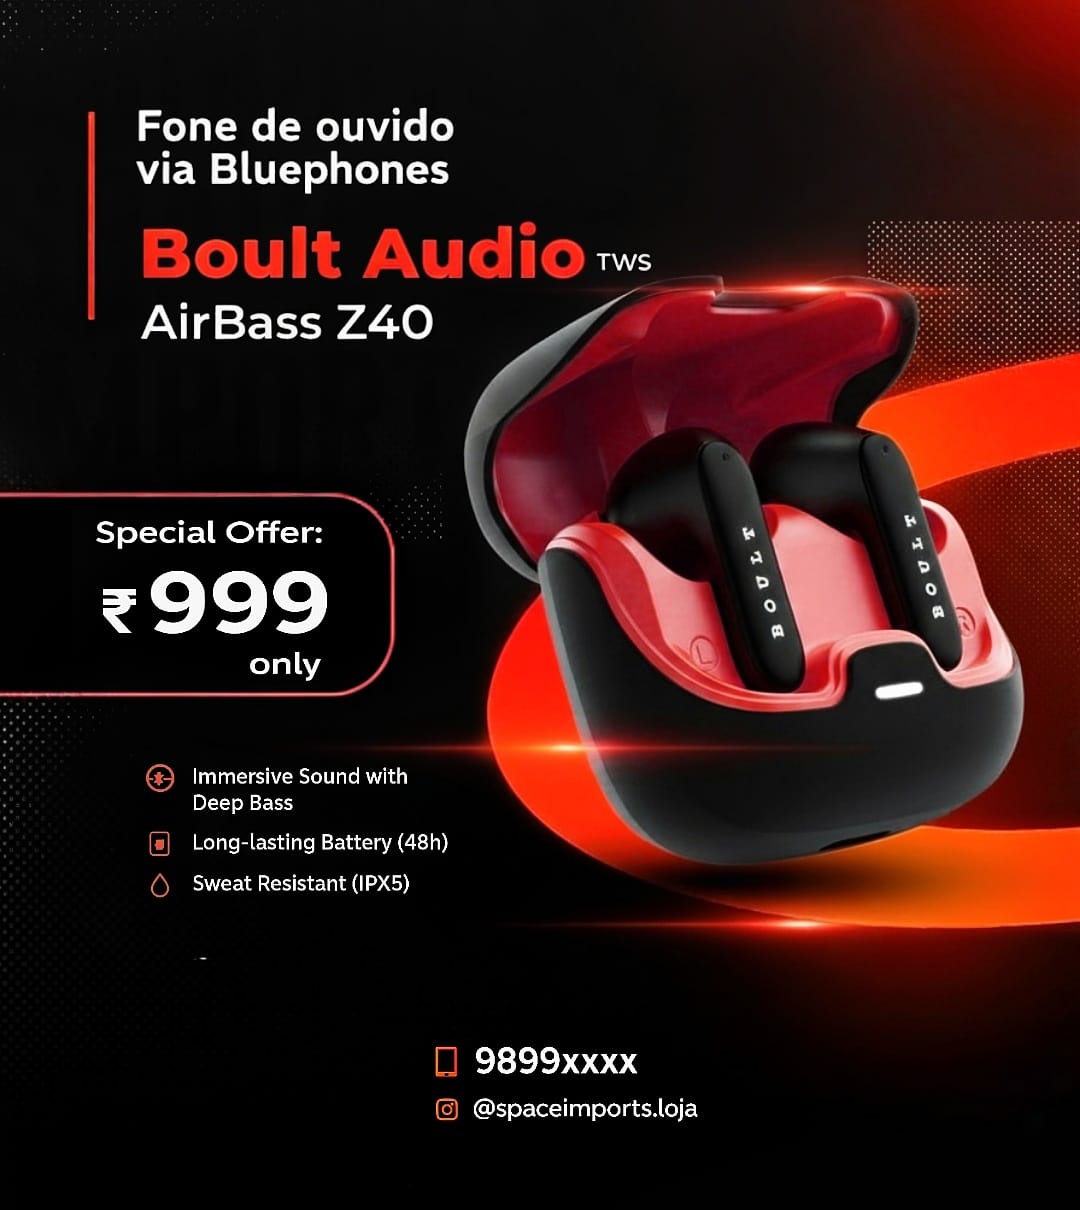 Fone de ouvido
via Bluephones
Boult Audio TWS
AirBass Z40
Special Offer:
₹999
only
Immersive Sound with
Deep Bass
Long-lasting Battery (48h)
Sweat Resistant (IPX5)
BOULT
BOULT
L
R
9899xxxx
@spaceimports.loja